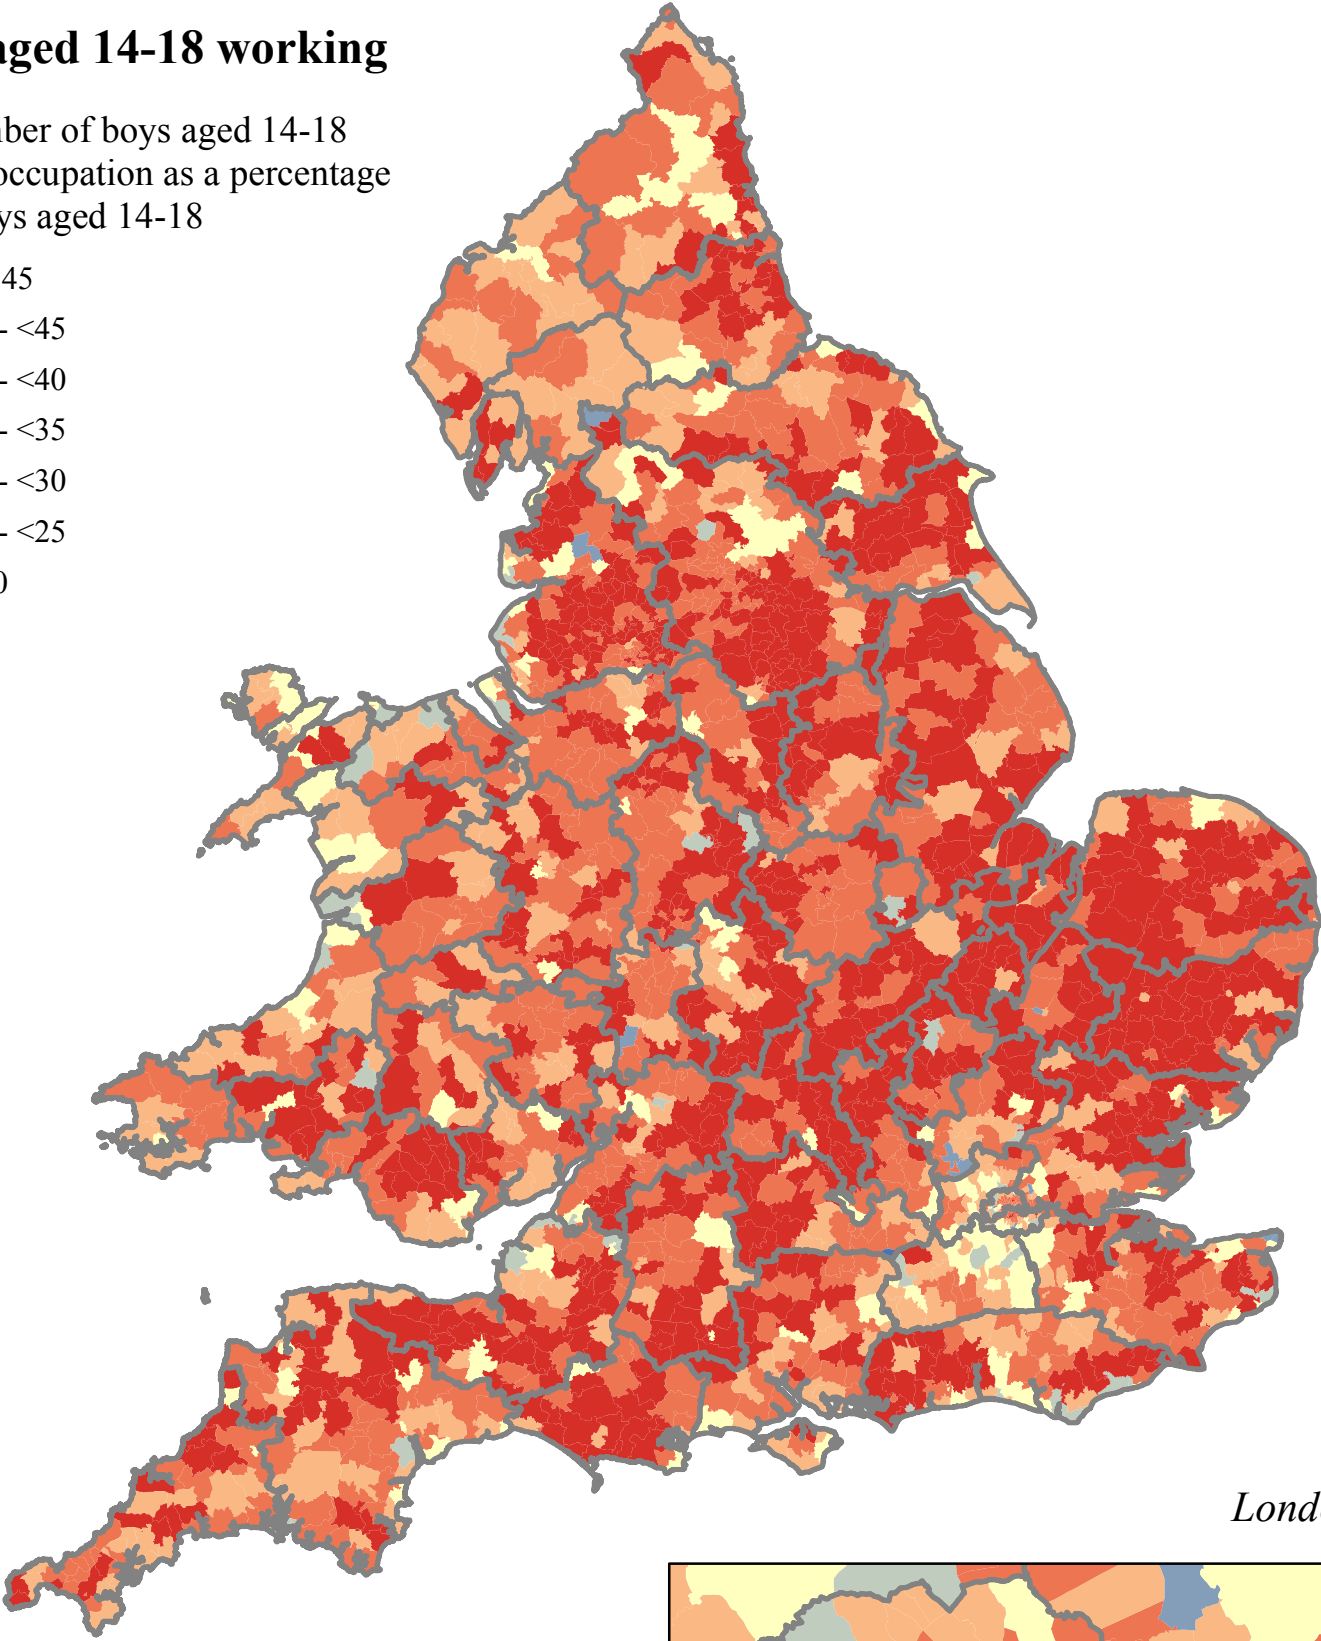 aged 14-18 working
ber of boys aged 14-18
occupation as a percentage
ys aged 14-18
45
- <45
- <40
- <35
- <30
- <25
0
Lond